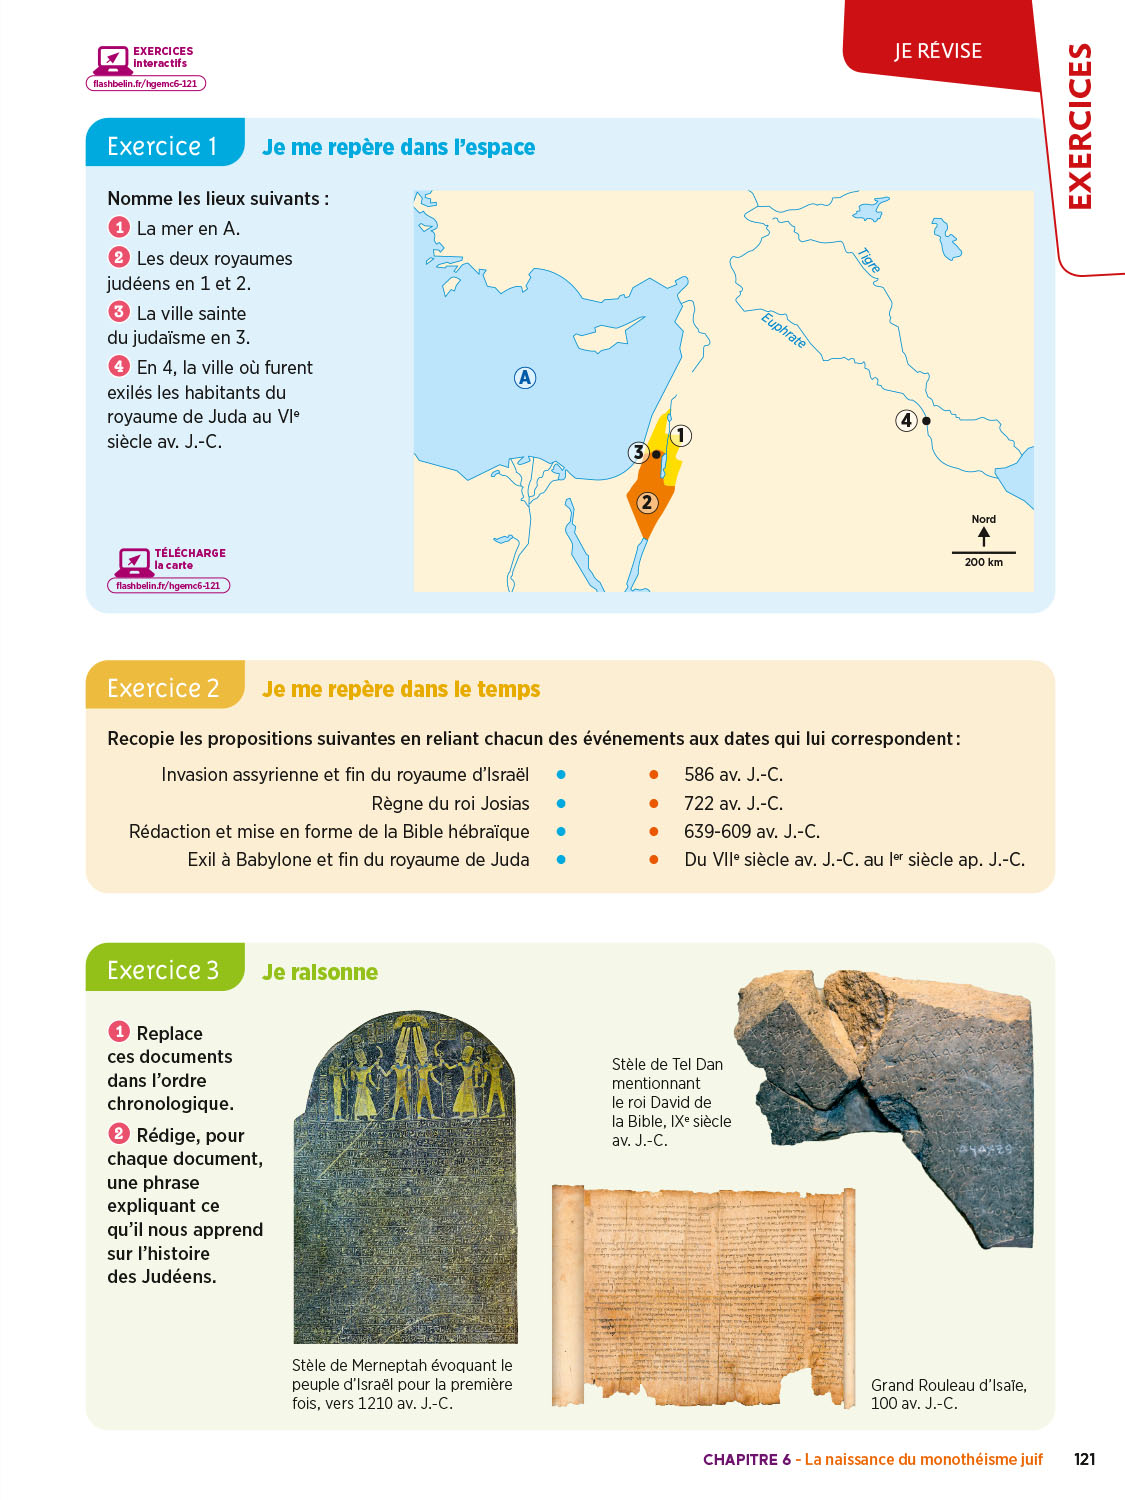 JE RÉVISE
EXERCICES
EXERCICES
interactifs
flashbelin.fr/hgemc6-121
Exercice 1
Je me repère dans l'espace
Nomme les lieux suivants :
1 La mer en A.
2 Les deux royaumes
judéens en 1 et 2.
3 La ville sainte
du judaïsme en 3.
4 En 4, la ville où furent
exilés les habitants du
royaume de Juda au VIe
siècle av. J.-C.
TÉLÉCHARGE
la carte
flashbelin.fr/hgemc6-121
Tigre
Euphrate
A
4
1
3
2
Nord
200 km
Exercice 2
Je me repère dans le temps
Recopie les propositions suivantes en reliant chacun des événements aux dates qui lui correspondent :
Invasion assyrienne et fin du royaume d'Israël • • 586 av. J.-C.
Règne du roi Josias • • 722 av. J.-C.
Rédaction et mise en forme de la Bible hébraïque • • 639-609 av. J.-C.
Exil à Babylone et fin du royaume de Juda • • Du VIIe siècle av. J.-C. au Ier siècle ap. J.-C.
Exercice 3
Je raisonne
1 Replace
ces documents
dans l'ordre
chronologique.
2 Rédige, pour
chaque document,
une phrase
expliquant ce
qu'il nous apprend
sur l'histoire
des Judéens.
Stèle de Merneptah évoquant le
peuple d'Israël pour la première
fois, vers 1210 av. J.-C.
Stèle de Tel Dan
mentionnant
le roi David de
la Bible, IXe siècle
av. J.-C.
Grand Rouleau d'Isaïe,
100 av. J.-C.
CHAPITRE 6 - La naissance du monothéisme juif 121